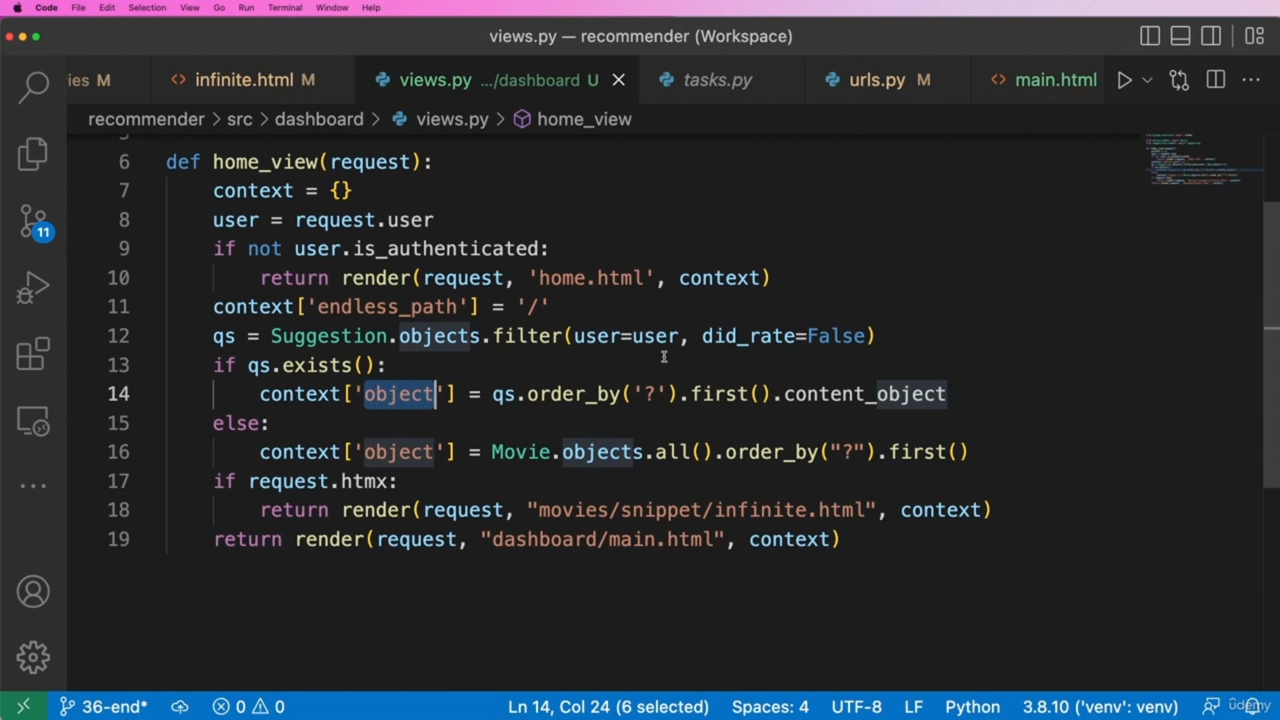 Code File Edit Selection View Go Run Terminal Window Help
views.py — recommender (Workspace)
ies M infinite.html M views.py .../dashboard U tasks.py urls.py M main.html
recommender > src > dashboard > views.py > home_view
6 def home_view(request):
7 context = {}
8 user = request.user
9 if not user.is_authenticated:
10 return render(request, 'home.html', context)
11 context['endless_path'] = '/'
12 qs = Suggestion.objects.filter(user=user, did_rate=False)
13 if qs.exists():
14 context['object'] = qs.order_by('?').first().content_object
15 else:
16 context['object'] = Movie.objects.all().order_by("?").first()
17 if request.htmx:
18 return render(request, "movies/snippet/infinite.html", context)
19 return render(request, "dashboard/main.html", context)
11
36-end* 0 0 Ln 14, Col 24 (6 selected) Spaces: 4 UTF-8 LF Python 3.8.10 ('venv': venv) udemy